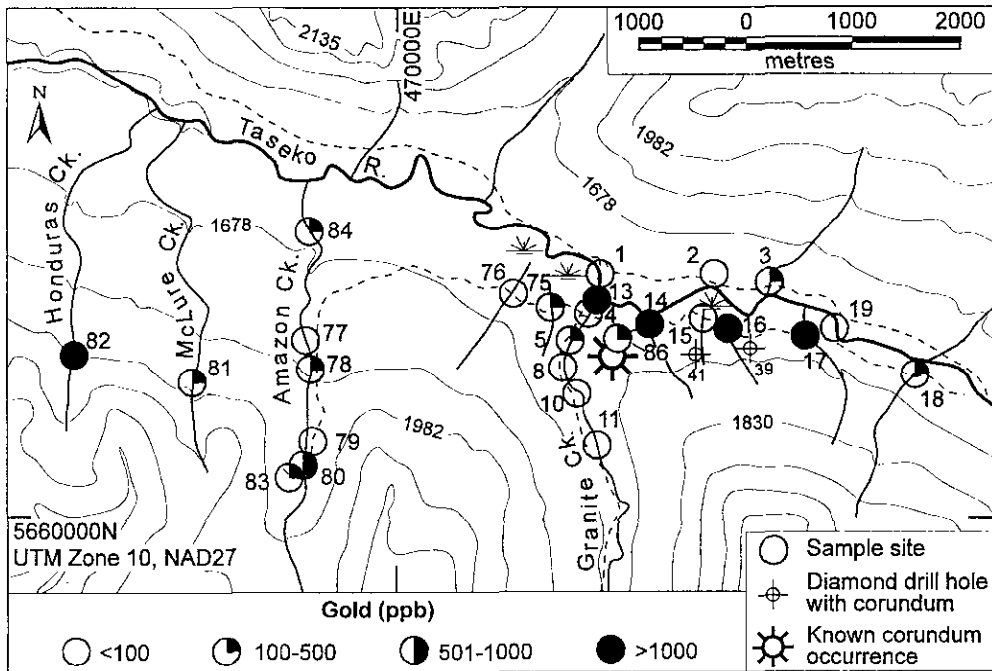 1000 0 1000 2000
metres
2135
470000E
N
Taseko R.
1982
1678
Honduras Ck.
McLure Ck.
Amazon Ck.
Granite Ck.
1678
84
76
75
1
2
3
13
4
14
15
16
19
5
86
41
39
17
18
8
10
11
77
78
82
81
79
80
83
1982
1830
5660000N
UTM Zone 10, NAD27
Sample site
Diamond drill hole
with corundum
Known corundum
occurrence
Gold (ppb)
<100 100-500 501-1000 >1000